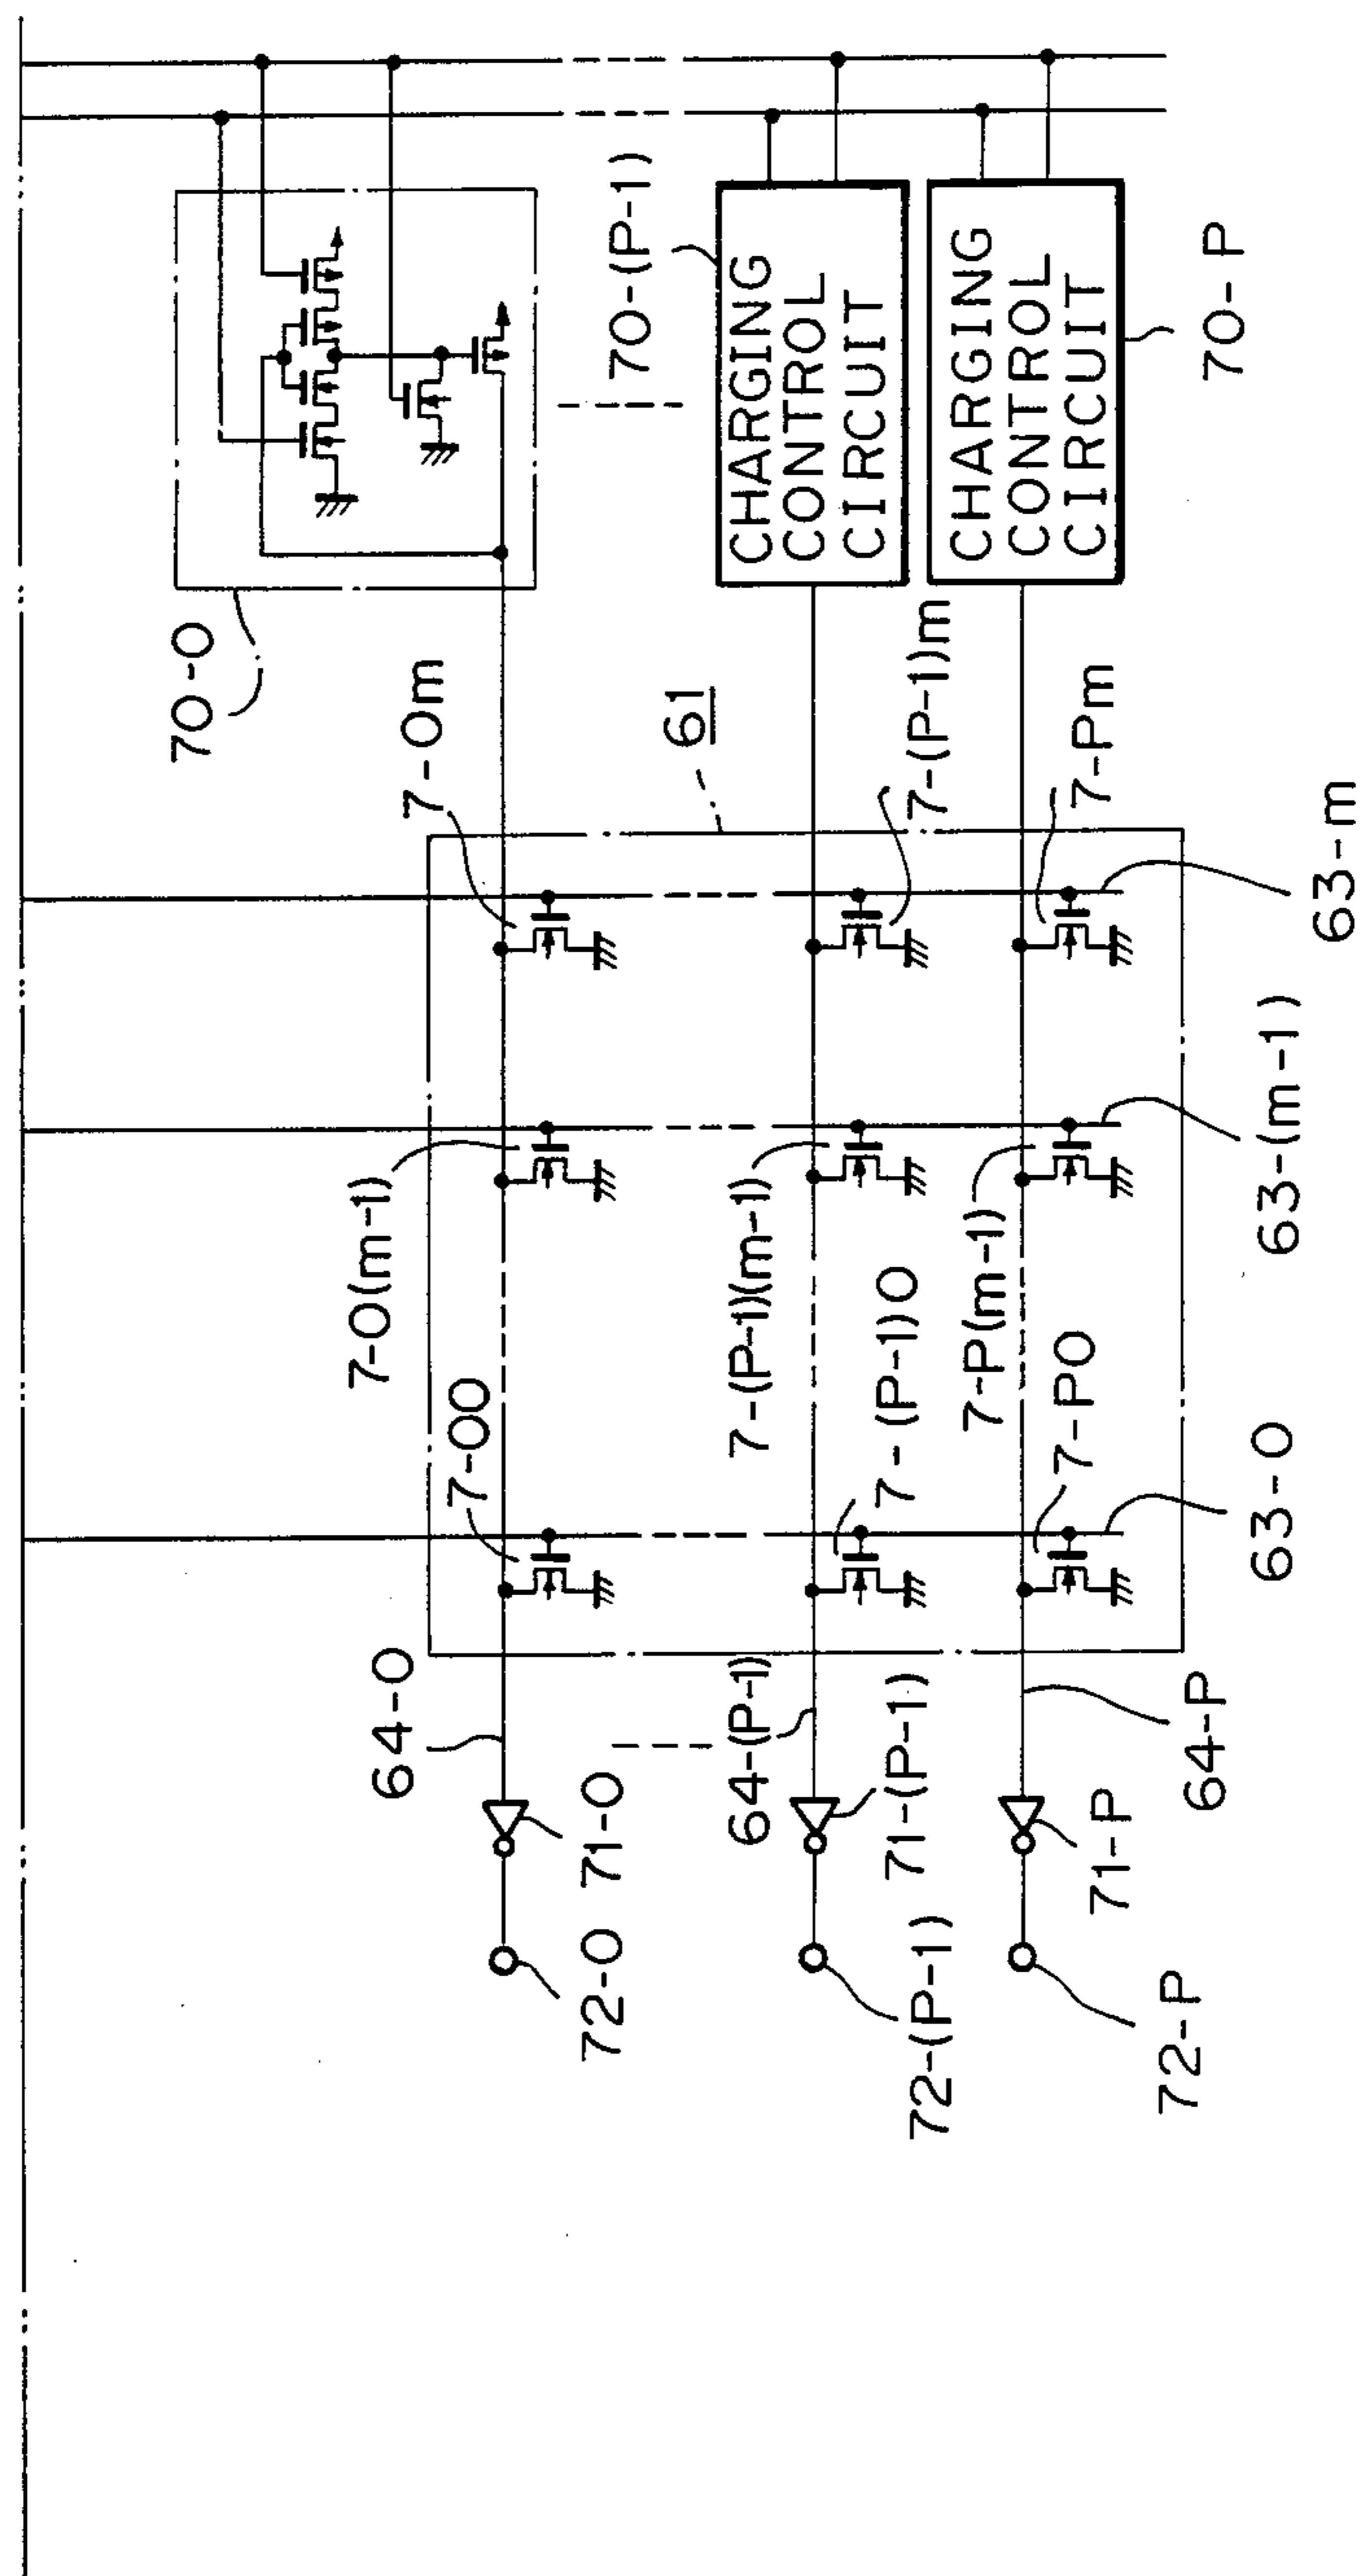 70-0
70-(P-1)
CHARGING
CONTROL
CIRCUIT
CHARGING
CONTROL
CIRCUIT
70-P
7-0m
61
7-(P-1)m
7-Pm
63-m
7-0(m-1)
7-(P-1)(m-1)
7-P(m-1)
63-(m-1)
7-00
7-(P-1)0
7-P0
63-0
64-0
64-(P-1)
64-P
71-0
71-(P-1)
71-P
72-0
72-(P-1)
72-P